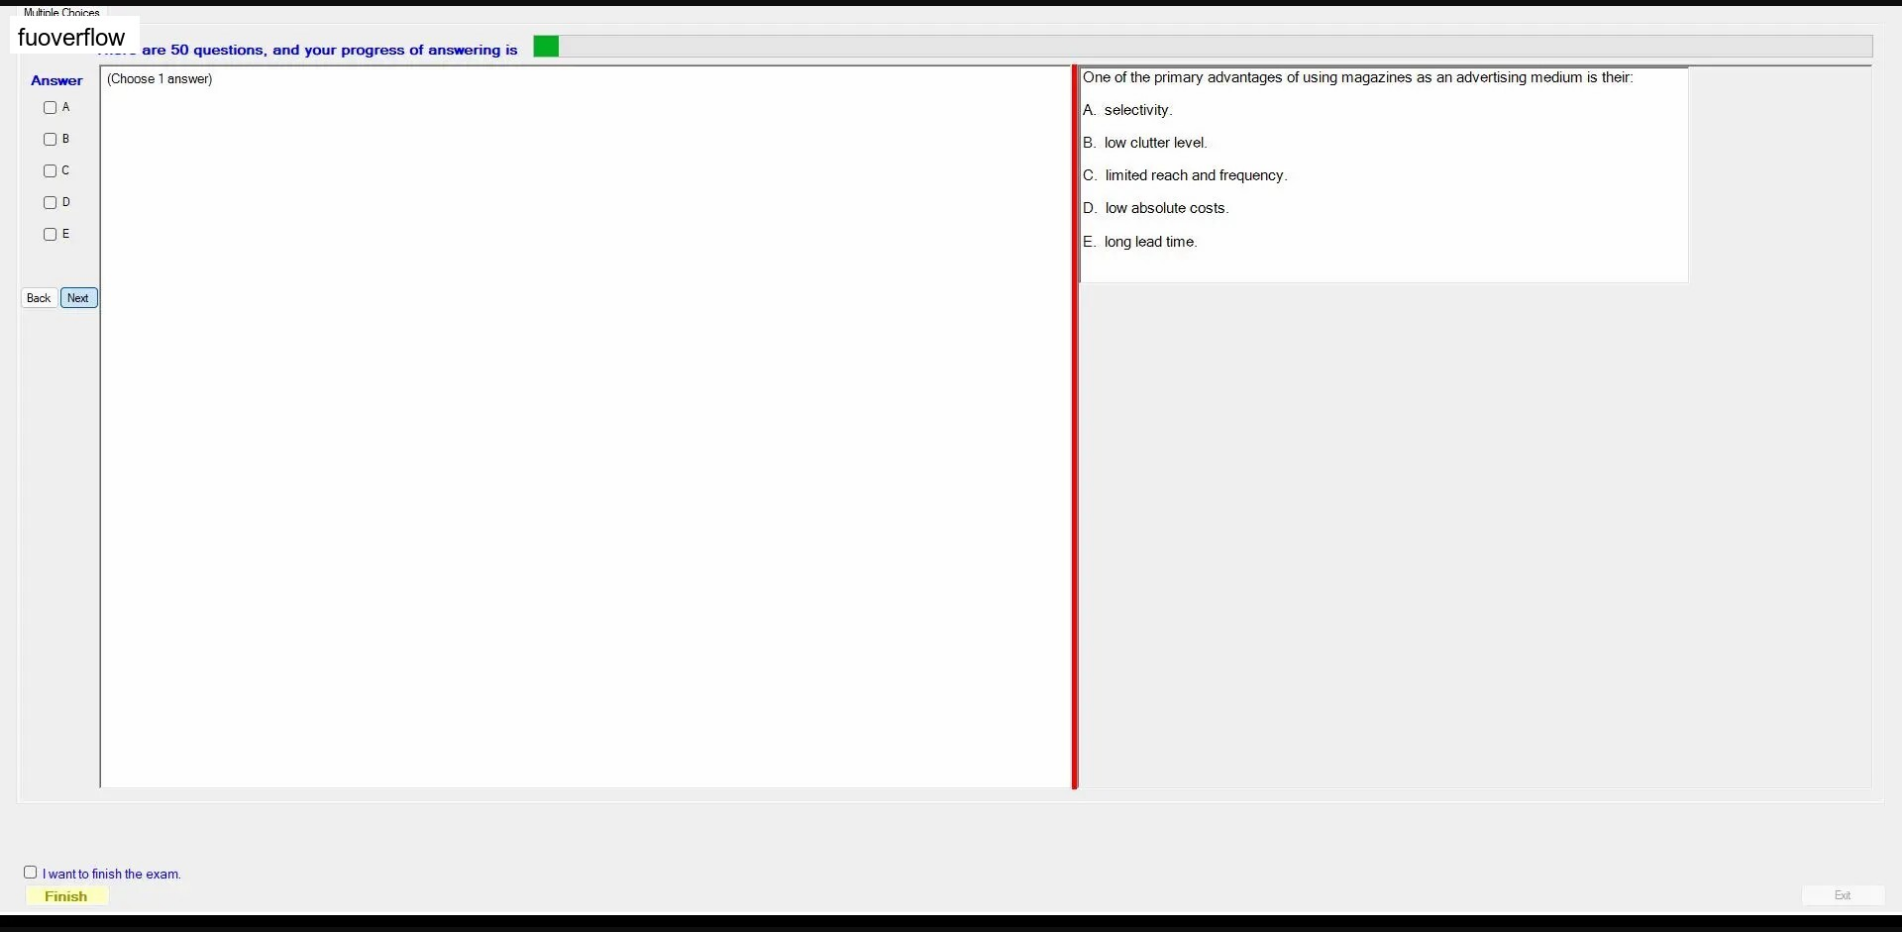 Multiple Choices
fuoverflow
are 50 questions, and your progress of answering is
Answer
(Choose 1 answer)
A
B
C
D
E
Back Next
One of the primary advantages of using magazines as an advertising medium is their:
A. selectivity.
B. low clutter level.
C. limited reach and frequency.
D. low absolute costs.
E. long lead time.
I want to finish the exam.
Finish
Exit